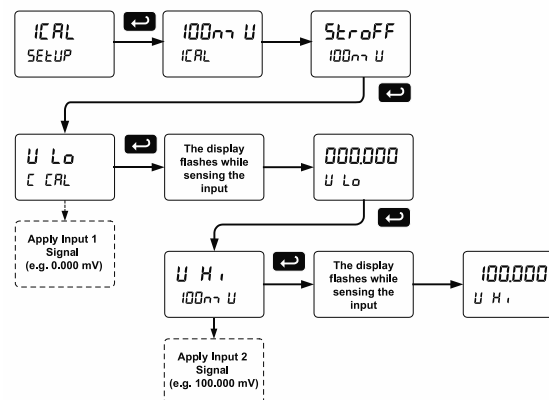 ICAL
SEtUP
100mV
ICAL
StroFF
100mV
V Lo
C CAL
The display
flashes while
sensing the
input
000.000
V Lo
Apply Input 1
Signal
(e.g. 0.000 mV)
V Hi
100mV
The display
flashes while
sensing the
input
100.000
V Hi
Apply Input 2
Signal
(e.g. 100.000 mV)